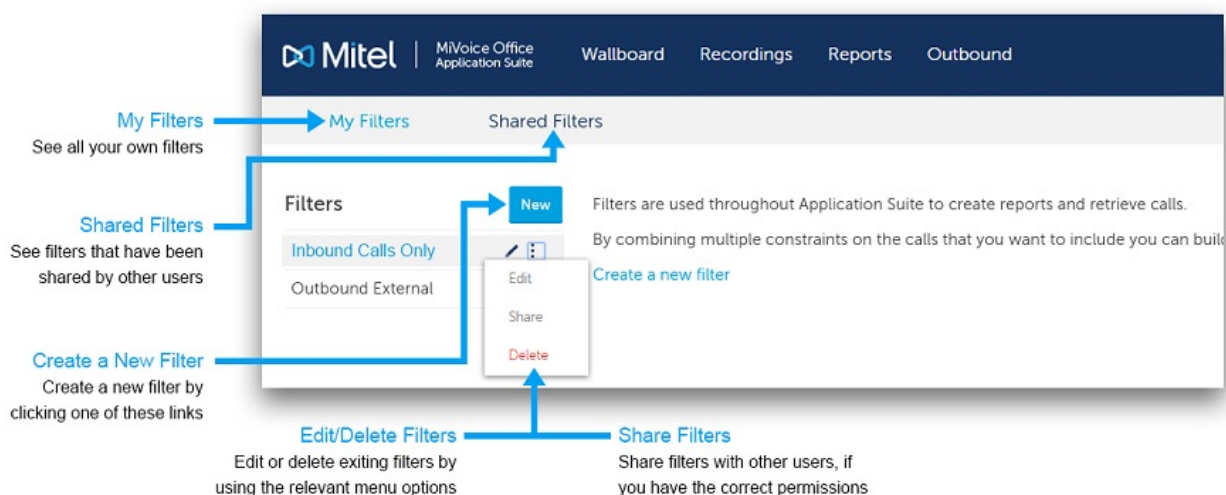 Mitel
MiVoice Office
Application Suite
Wallboard Recordings Reports Outbound
My Filters
See all your own filters
My Filters Shared Filters
Shared Filters
See filters that have been
shared by other users
Filters
New
Inbound Calls Only
Outbound External
Edit
Share
Delete
Filters are used throughout Application Suite to create reports and retrieve calls.
By combining multiple constraints on the calls that you want to include you can
Create a new filter
Create a New Filter
Create a new filter by
clicking one of these links
Edit/Delete Filters
Edit or delete exiting filters by
using the relevant menu options
Share Filters
Share filters with other users, if
you have the correct permissions